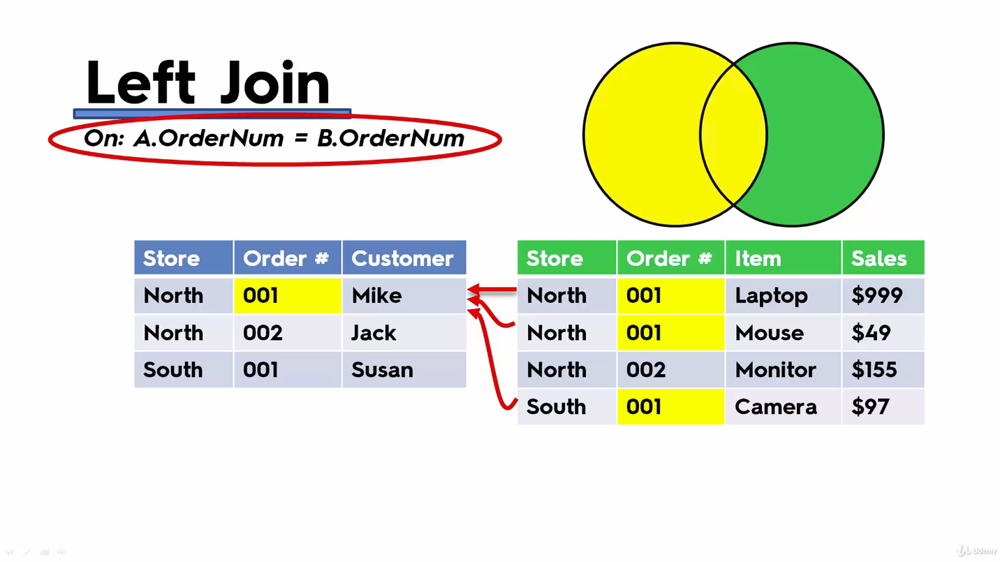 Left Join
On: A.OrderNum = B.OrderNum
Store Order # Customer
North 001 Mike
North 002 Jack
South 001 Susan
Store Order # Item Sales
North 001 Laptop $999
North 001 Mouse $49
North 002 Monitor $155
South 001 Camera $97
Udemy